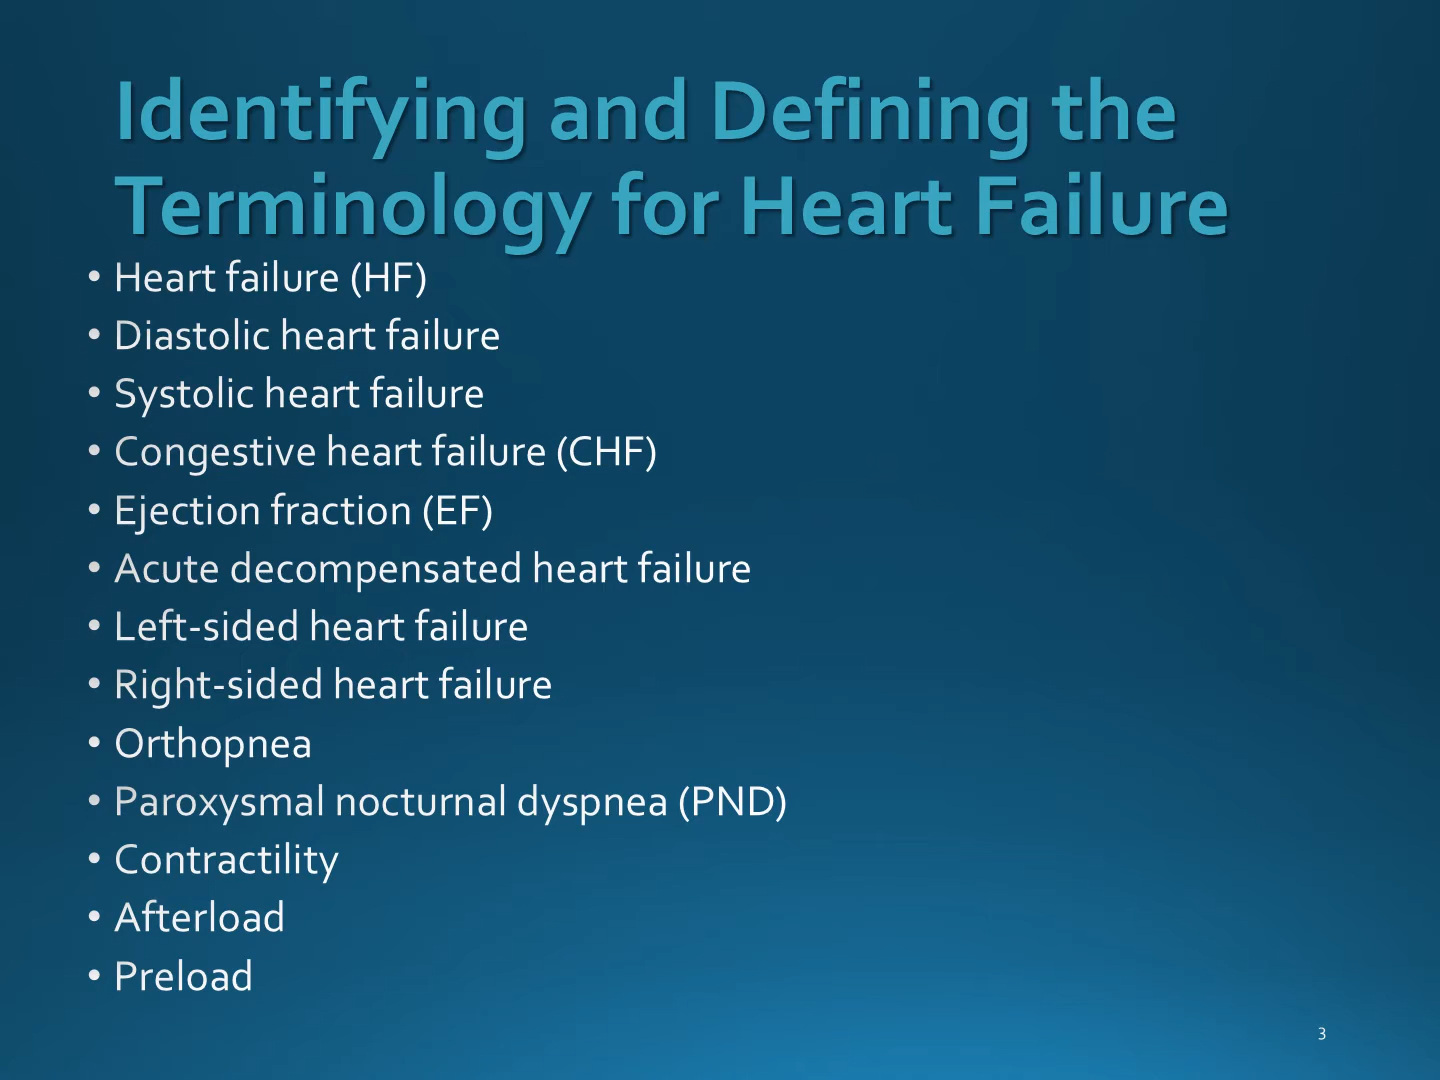 Identifying and Defining the
Terminology for Heart Failure
• Heart failure (HF)
• Diastolic heart failure
• Systolic heart failure
• Congestive heart failure (CHF)
• Ejection fraction (EF)
• Acute decompensated heart failure
• Left-sided heart failure
• Right-sided heart failure
• Orthopnea
• Paroxysmal nocturnal dyspnea (PND)
• Contractility
• Afterload
• Preload
3